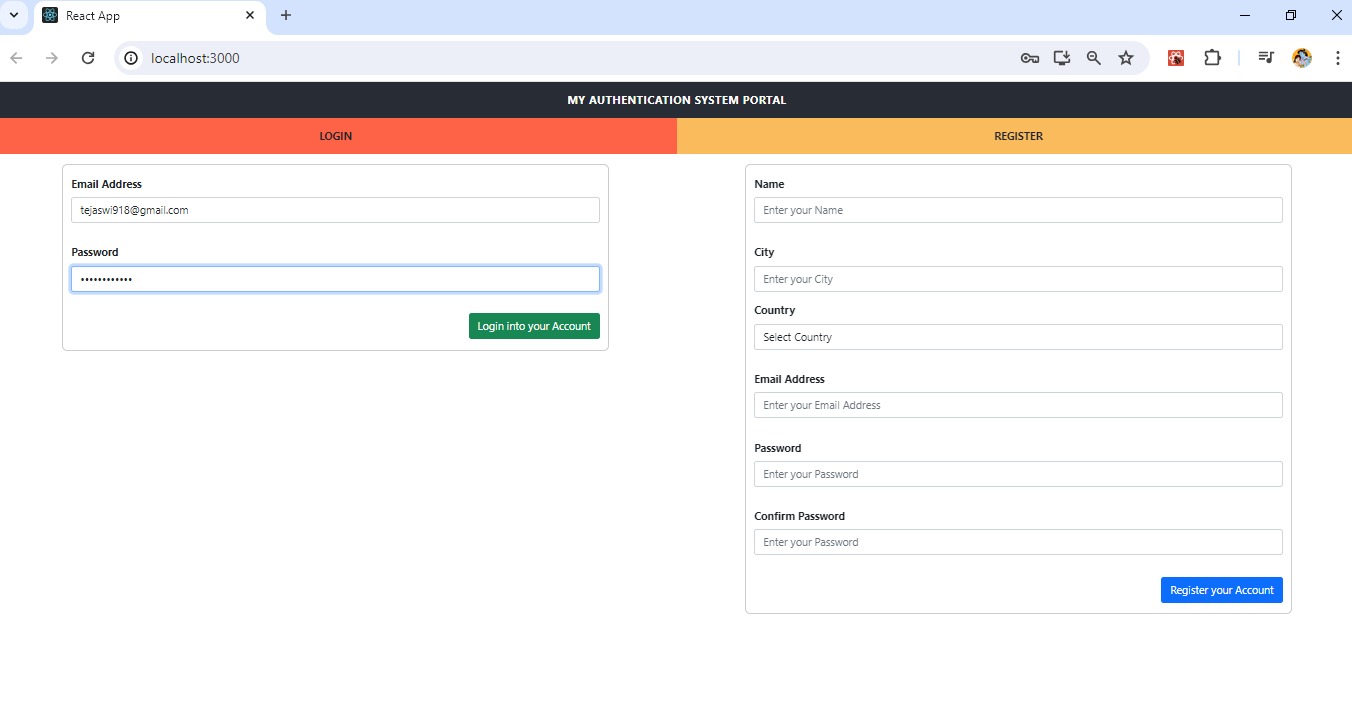 React App
localhost:3000
MY AUTHENTICATION SYSTEM PORTAL
LOGIN
REGISTER
Email Address
tejaswi918@gmail.com
Password
••••••••••••
Login into your Account
Name
Enter your Name
City
Enter your City
Country
Select Country
Email Address
Enter your Email Address
Password
Enter your Password
Confirm Password
Enter your Password
Register your Account